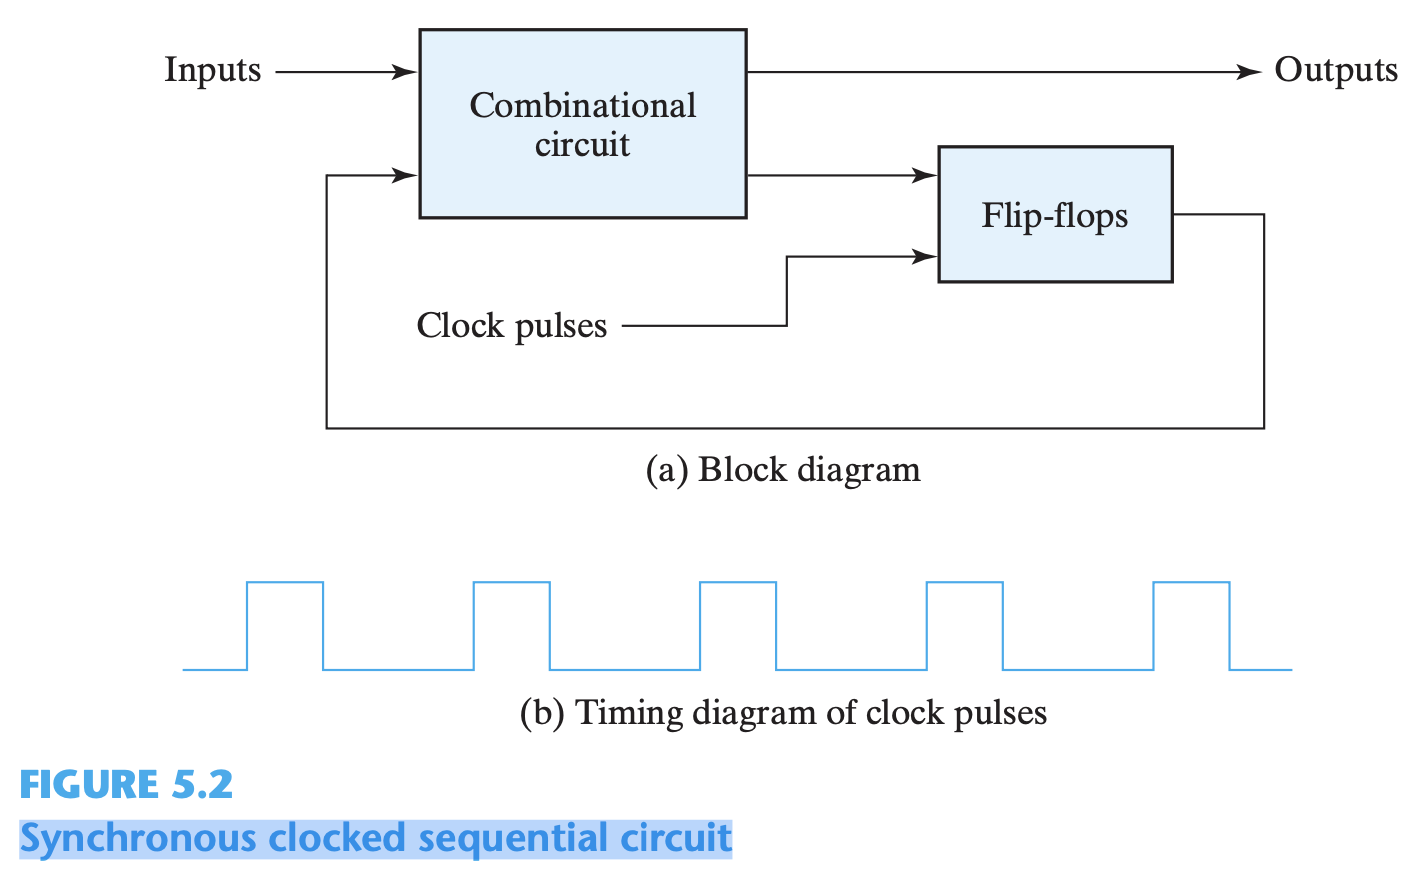 Inputs
Outputs
Combinational
circuit
Flip-flops
Clock pulses
(a) Block diagram
(b) Timing diagram of clock pulses
FIGURE 5.2
Synchronous clocked sequential circuit